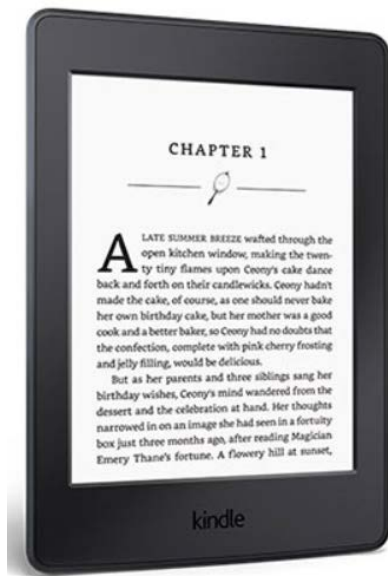 CHAPTER 1
A LATE SUMMER BREEZE wafted through the
open kitchen window, making the twen-
ty tiny flames upon Ceony's cake dance
back and forth on their candlewicks. Ceony hadn't
made the cake, of course, as one should never bake
her own birthday cake, but her mother was a good
cook and a better baker, so Ceony had no doubts that
the confection, complete with pink cherry frosting
and jelly filling, would be delicious.
But as her parents and three siblings sang her
birthday wishes, Ceony's mind wandered from the
dessert and the celebration at hand. Her thoughts
narrowed in on an image she had seen in a fortuity
box just three months ago, after reading Magician
Emery Thane's fortune. A flowery hill at sunset,
kindle